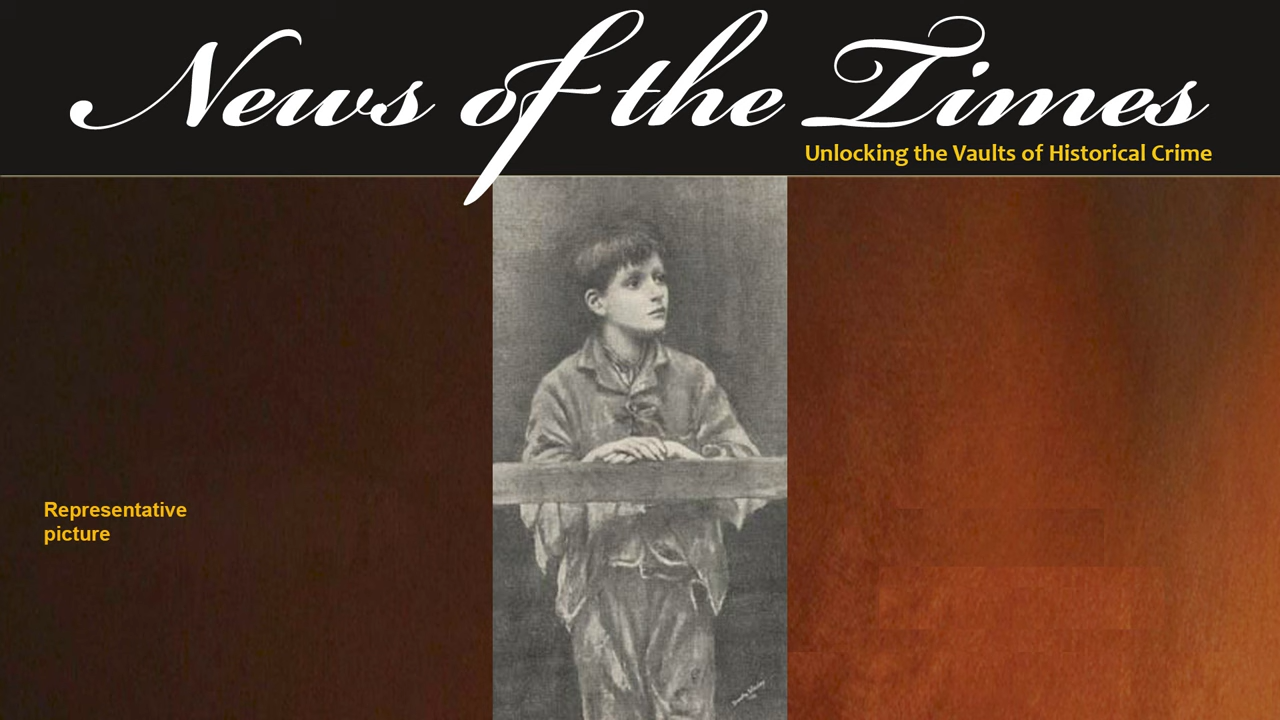 News of the Times
Unlocking the Vaults of Historical Crime
Representative
picture